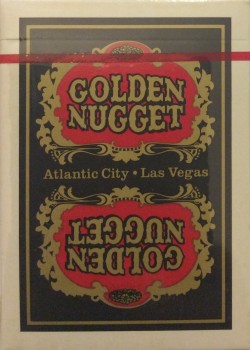 GOLDEN
NUGGET
Atlantic City • Las Vegas
GOLDEN
NUGGET